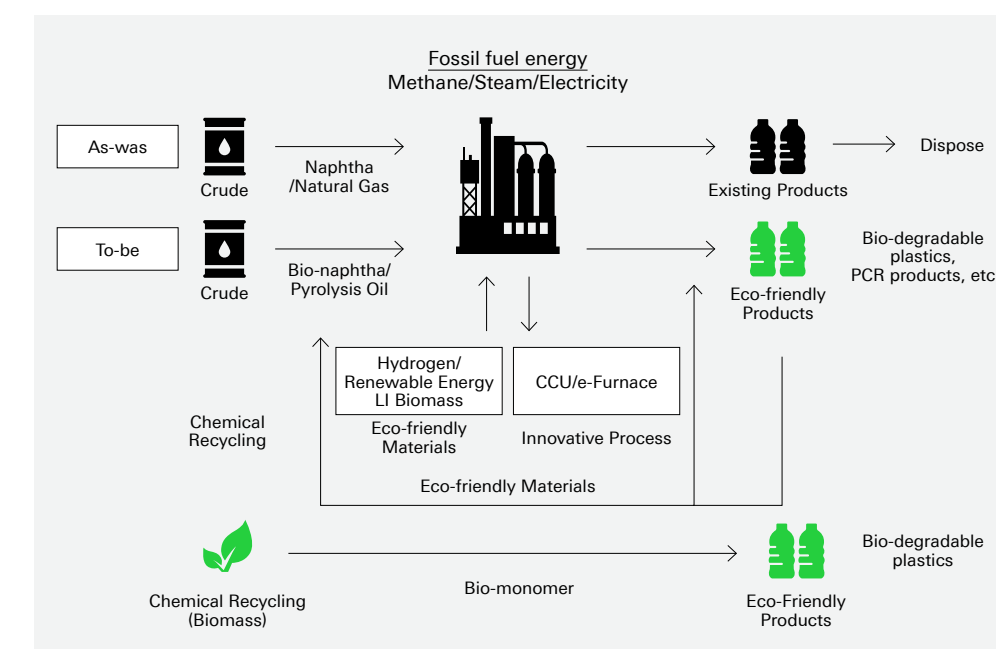 Fossil fuel energy
Methane/Steam/Electricity
As-was
Crude
Naphtha
/Natural Gas
Existing Products
Dispose
To-be
Crude
Bio-naphtha/
Pyrolysis Oil
Eco-friendly
Products
Bio-degradable
plastics,
PCR products, etc
Hydrogen/
Renewable Energy
LI Biomass
Eco-friendly
Materials
CCU/e-Furnace
Innovative Process
Chemical
Recycling
Eco-friendly Materials
Chemical Recycling
(Biomass)
Bio-monomer
Eco-Friendly
Products
Bio-degradable
plastics